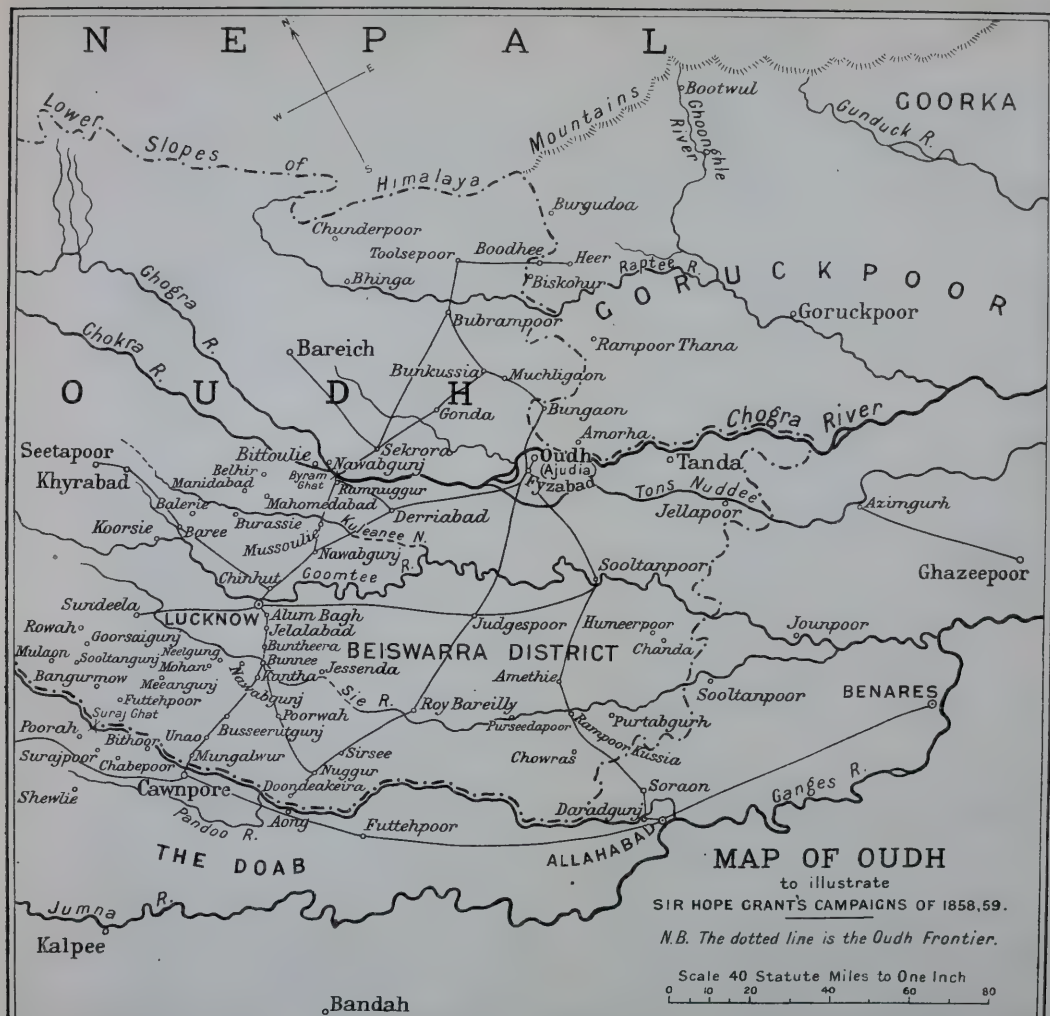 NEPAL
N
E
W
S
Lower Slopes of Himalaya Mountains
Bootwul
Ghoonghie River
GOORKA
Gunduck R.
Burgudoa
Chunderpoor
Toolsepoor
Boodhee
Heer
Bhinga
Biskohur
Raptee R.
GORUCKPOOR
Ghogra R.
Chokra R.
Bubrampoor
Goruckpoor
Bareich
Rampoor Thana
Bunkussia
Muchligaon
OUDH
Gonda
Bungaon
Chogra River
Amorha
Seetapoor
Khyrabad
Bittoulie
Sekrora
Nawabgunj
Oudh
(Ajudia)
Fyzabad
Tanda
Belhir
Manidabad
Byram
Ghat
Ramnuggur
Mahomedabad
Tons Nuddee
Azimgurh
Balerie
Burassie
Derriabad
Jellapoor
Koorsie
Baree
Mussoulie
Kuleanee N.
Nawabgunj
Goomtee R.
Sooltanpoor
Ghazeepoor
Chinhut
Sundeela
LUCKNOW
Alum Bagh
Jelalabad
Judgespoor
Humeerpoor
Jounpoor
Rowah
Goorsaigunj
Buntheera
Chanda
Mulaon
Sooltangunj
Neelgung
Mohan
Bunnee
BEISWARRA DISTRICT
Bangurmow
Meeangunj
Kantha
Jessenda
Amethie
Sooltanpoor
Futtehpoor
Nawabgunj
Sie R.
Roy Bareilly
BENARES
Suraj Ghat
Poorwah
Purseedapoor
Purtabgurh
Poorah
Bithoor
Unao
Busseerutgunj
Rampoor Kussia
Surajpoor
Chabepoor
Mungalwur
Sirsee
Chowras
Nuggur
Shewlie
Cawnpore
Doondeakeira
Soraon
Ganges R.
Daradgunj
Pandoo R.
Aong
Futtehpoor
ALLAHABAD
THE DOAB
Jumna R.
Kalpee
Bandah
MAP OF OUDH
to illustrate
SIR HOPE GRANT'S CAMPAIGNS OF 1858,59.
N.B. The dotted line is the Oudh Frontier.
Scale 40 Statute Miles to One Inch
0 10 20 40 60 80